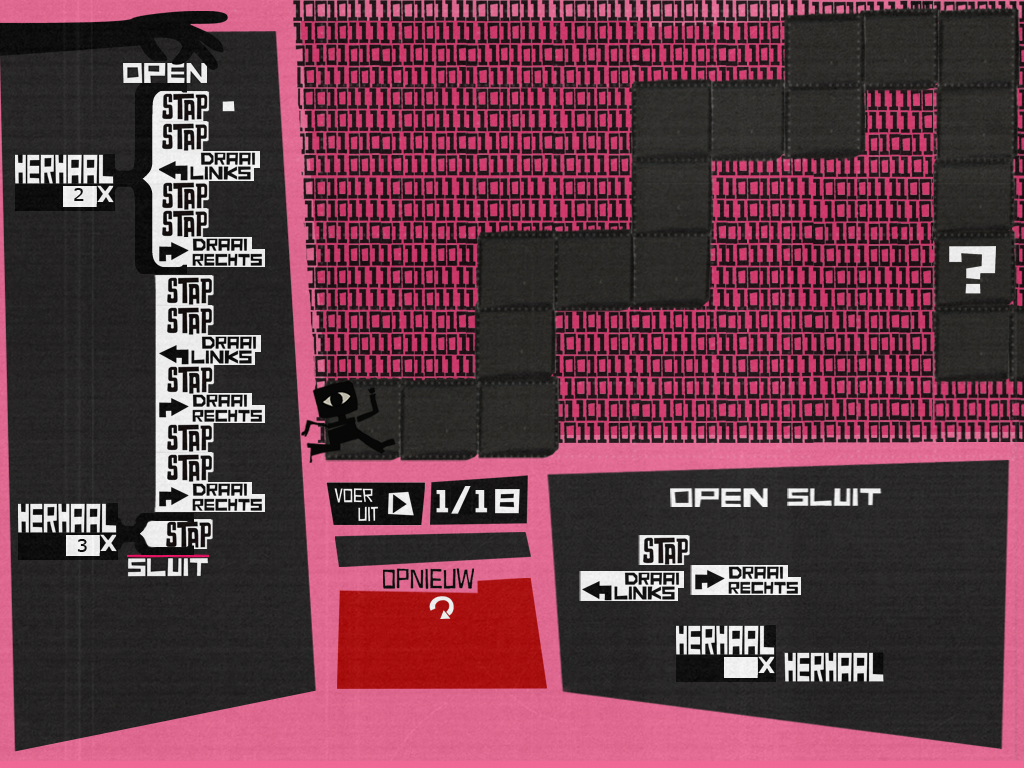 OPEN
STAP
STAP
HERHAAL
2 X
DRAAI
LINKS
STAP
STAP
DRAAI
RECHTS
STAP
STAP
DRAAI
LINKS
STAP
DRAAI
RECHTS
STAP
STAP
DRAAI
RECHTS
HERHAAL
3 X
STAP
SLUIT
?
VOER
UIT
1/18
OPNIEUW
OPEN SLUIT
STAP
DRAAI
LINKS
DRAAI
RECHTS
HERHAAL
X
HERHAAL